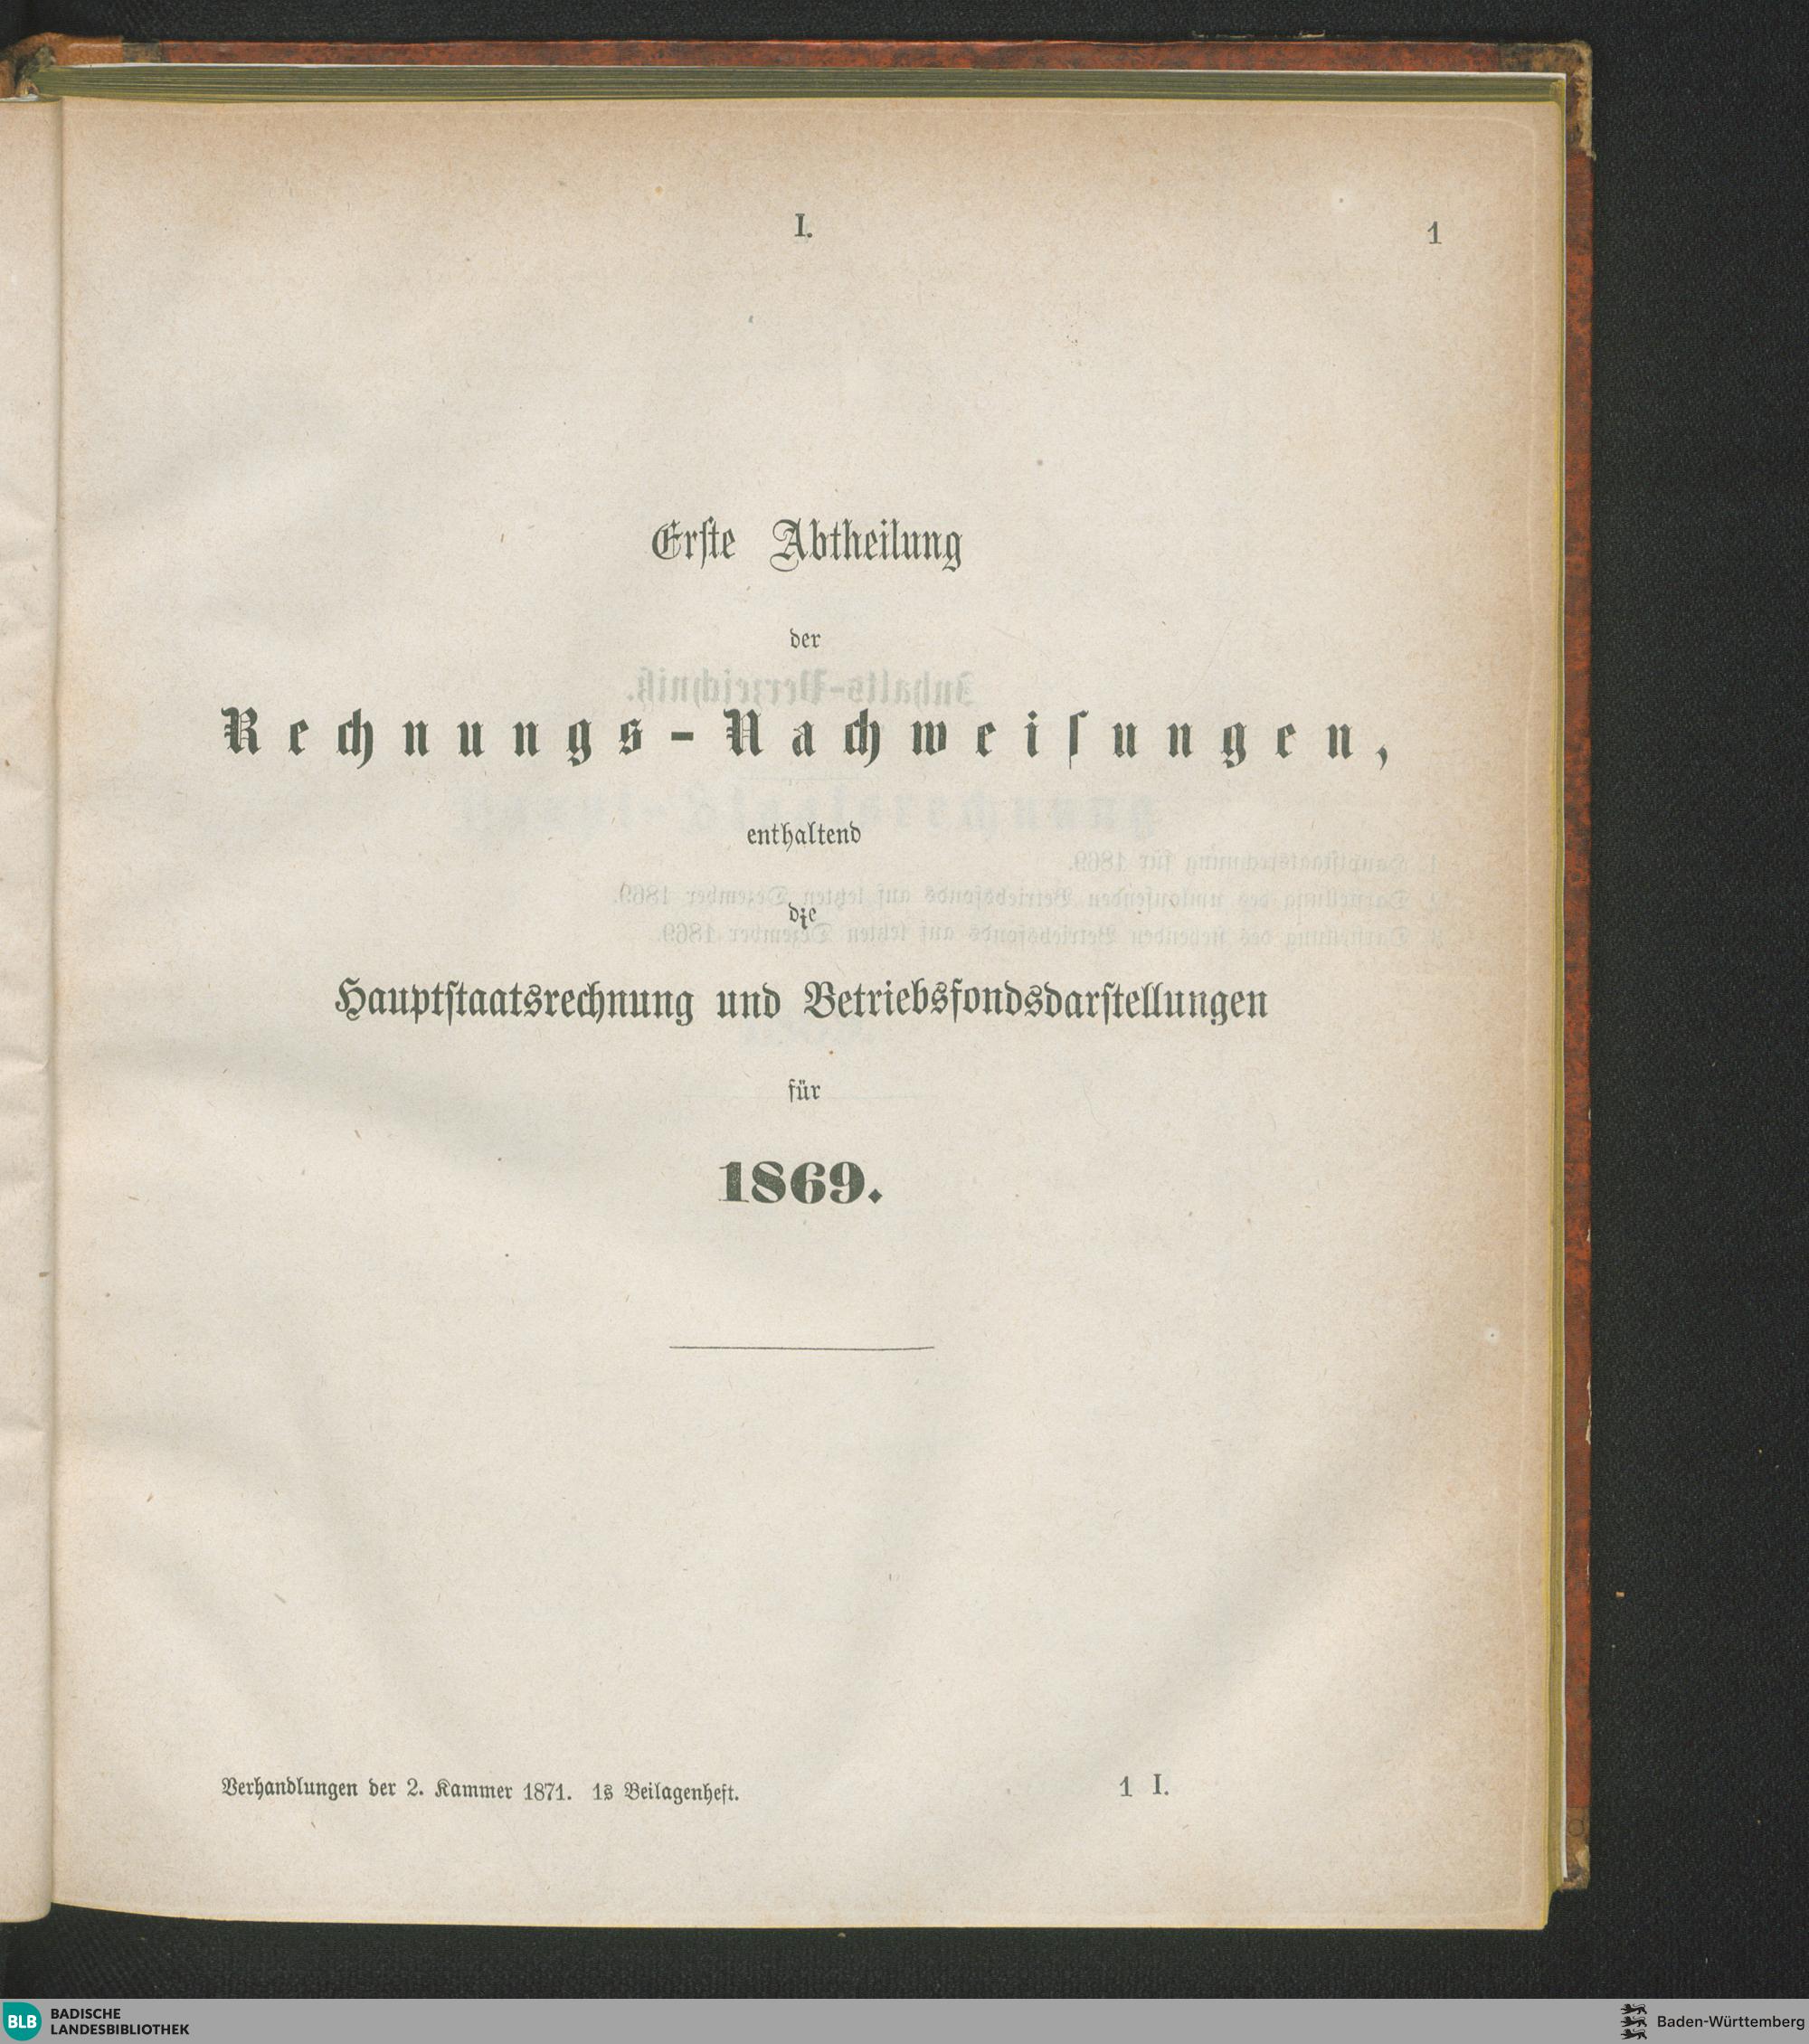 I.
1
Erſte Abtheilung
der
Rechnungs-Nachweiſungen,
enthaltend
die
Hauptſtaatsrechnung und Betriebsfondsdarſtellungen
für
1869.
Verhandlungen der 2. Kammer 1871. 1s Beilagenheft.
1 I.
BLB BADISCHE
LANDESBIBLIOTHEK
Baden-Württemberg